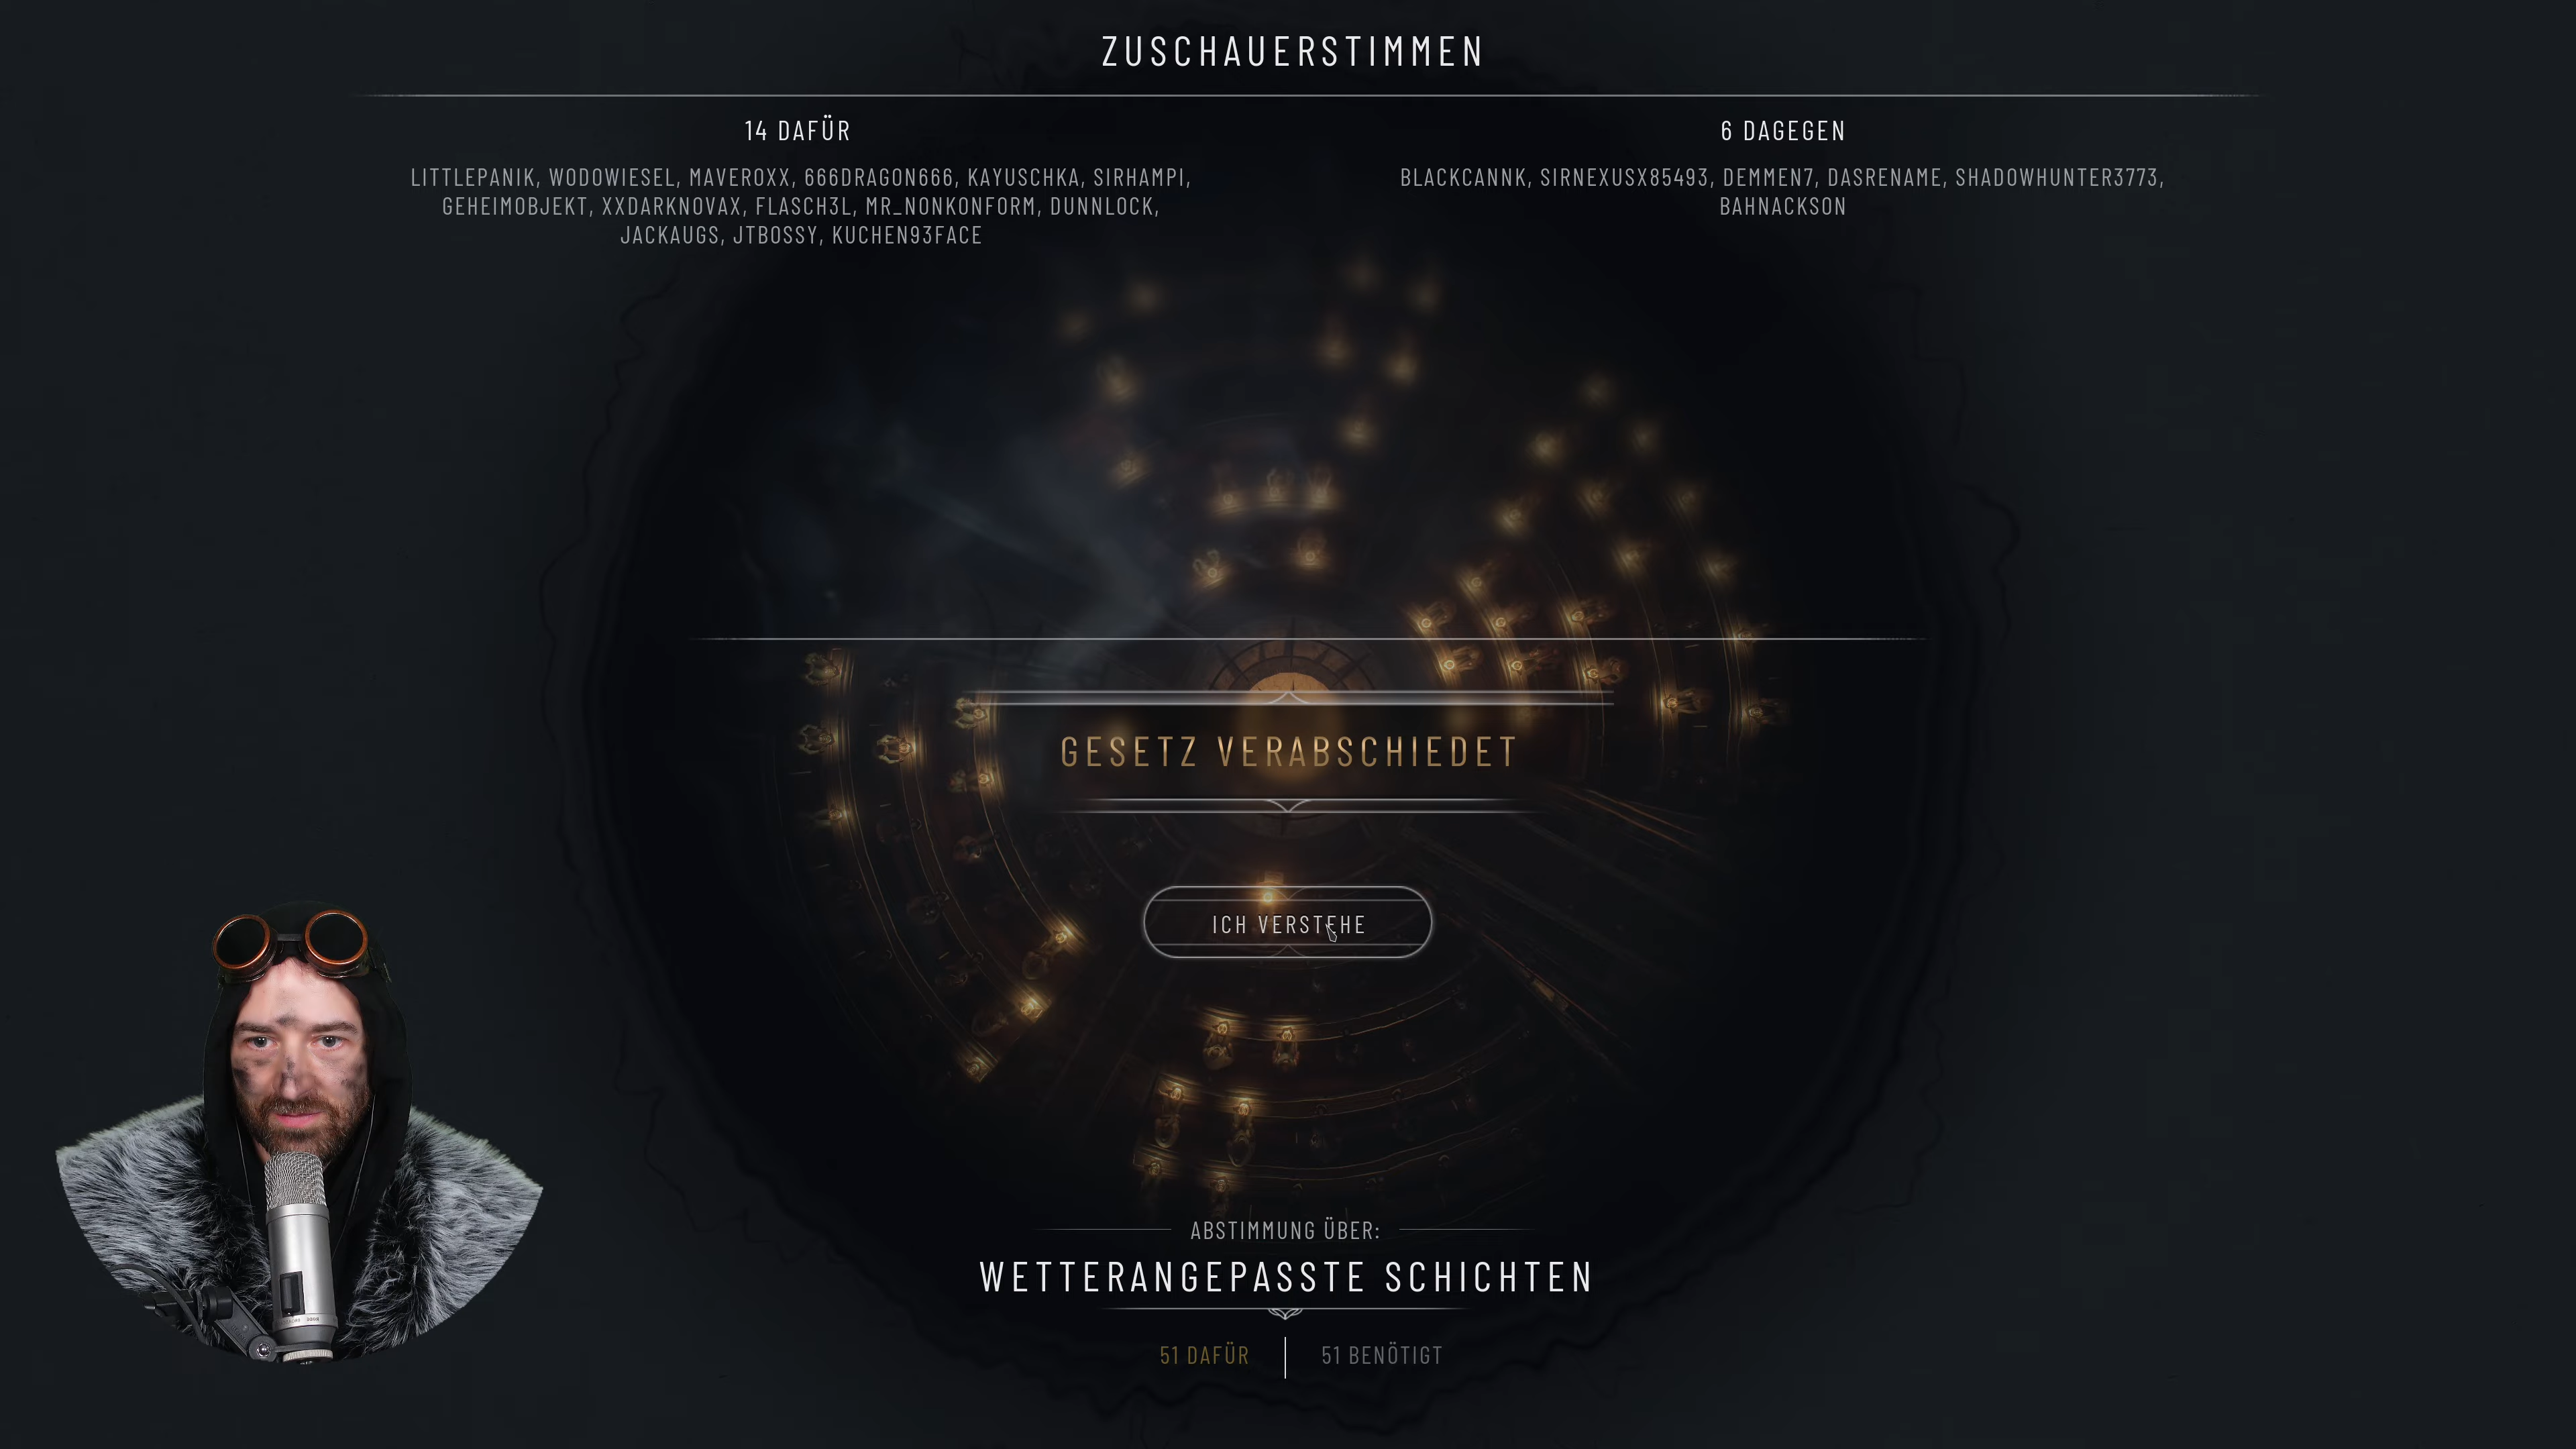 ZUSCHAUERSTIMMEN
14 DAFÜR
LITTLEPANIK, WODOWIESEL, MAVEROXX, 666DRAGON666, KAYUSCHKA, SIRHAMPI,
GEHEIMOBJEKT, XXDARKNOVAX, FLASCH3L, MR_NONKONFORM, DUNNLOCK,
JACKAUGS, JTBOSSY, KUCHEN93FACE
6 DAGEGEN
BLACKCANNK, SIRNEXUSX85493, DEMMEN7, DASRENAME, SHADOWHUNTER3773,
BAHNACKSON
GESETZ VERABSCHIEDET
ICH VERSTEHE
ABSTIMMUNG ÜBER:
WETTERANGEPASSTE SCHICHTEN
51 DAFÜR
51 BENÖTIGT